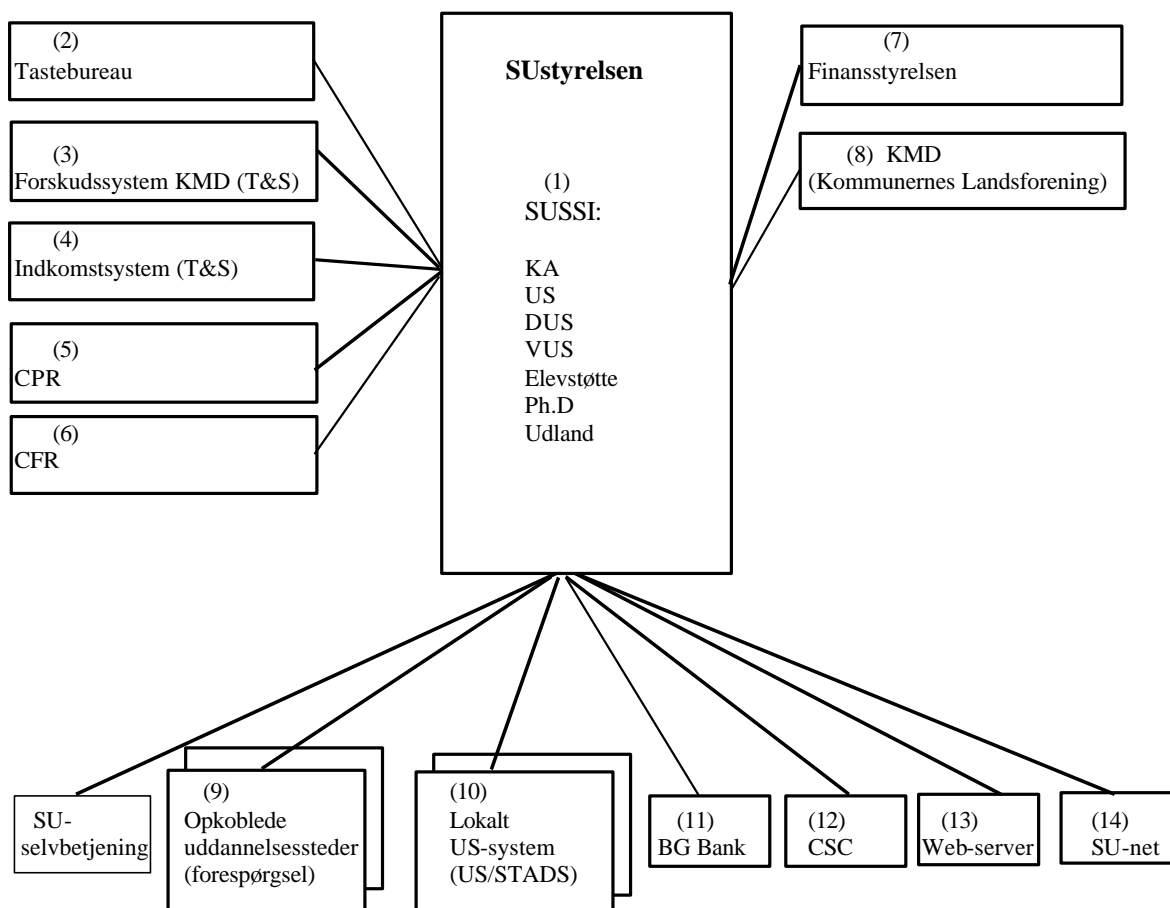 (2)
Tastebureau
(3)
Forskudssystem KMD (T&S)
(4)
Indkomstsystem (T&S)
(5)
CPR
(6)
CFR
SUstyrelsen
(1)
SUSSI:
KA
US
DUS
VUS
Elevstøtte
Ph.D
Udland
(7)
Finansstyrelsen
(8) KMD
(Kommunernes Landsforening)
SU-
selvbetjening
(9)
Opkoblede
uddannelsessteder
(forespørgsel)
(10)
Lokalt
US-system
(US/STADS)
(11)
BG Bank
(12)
CSC
(13)
Web-server
(14)
SU-net